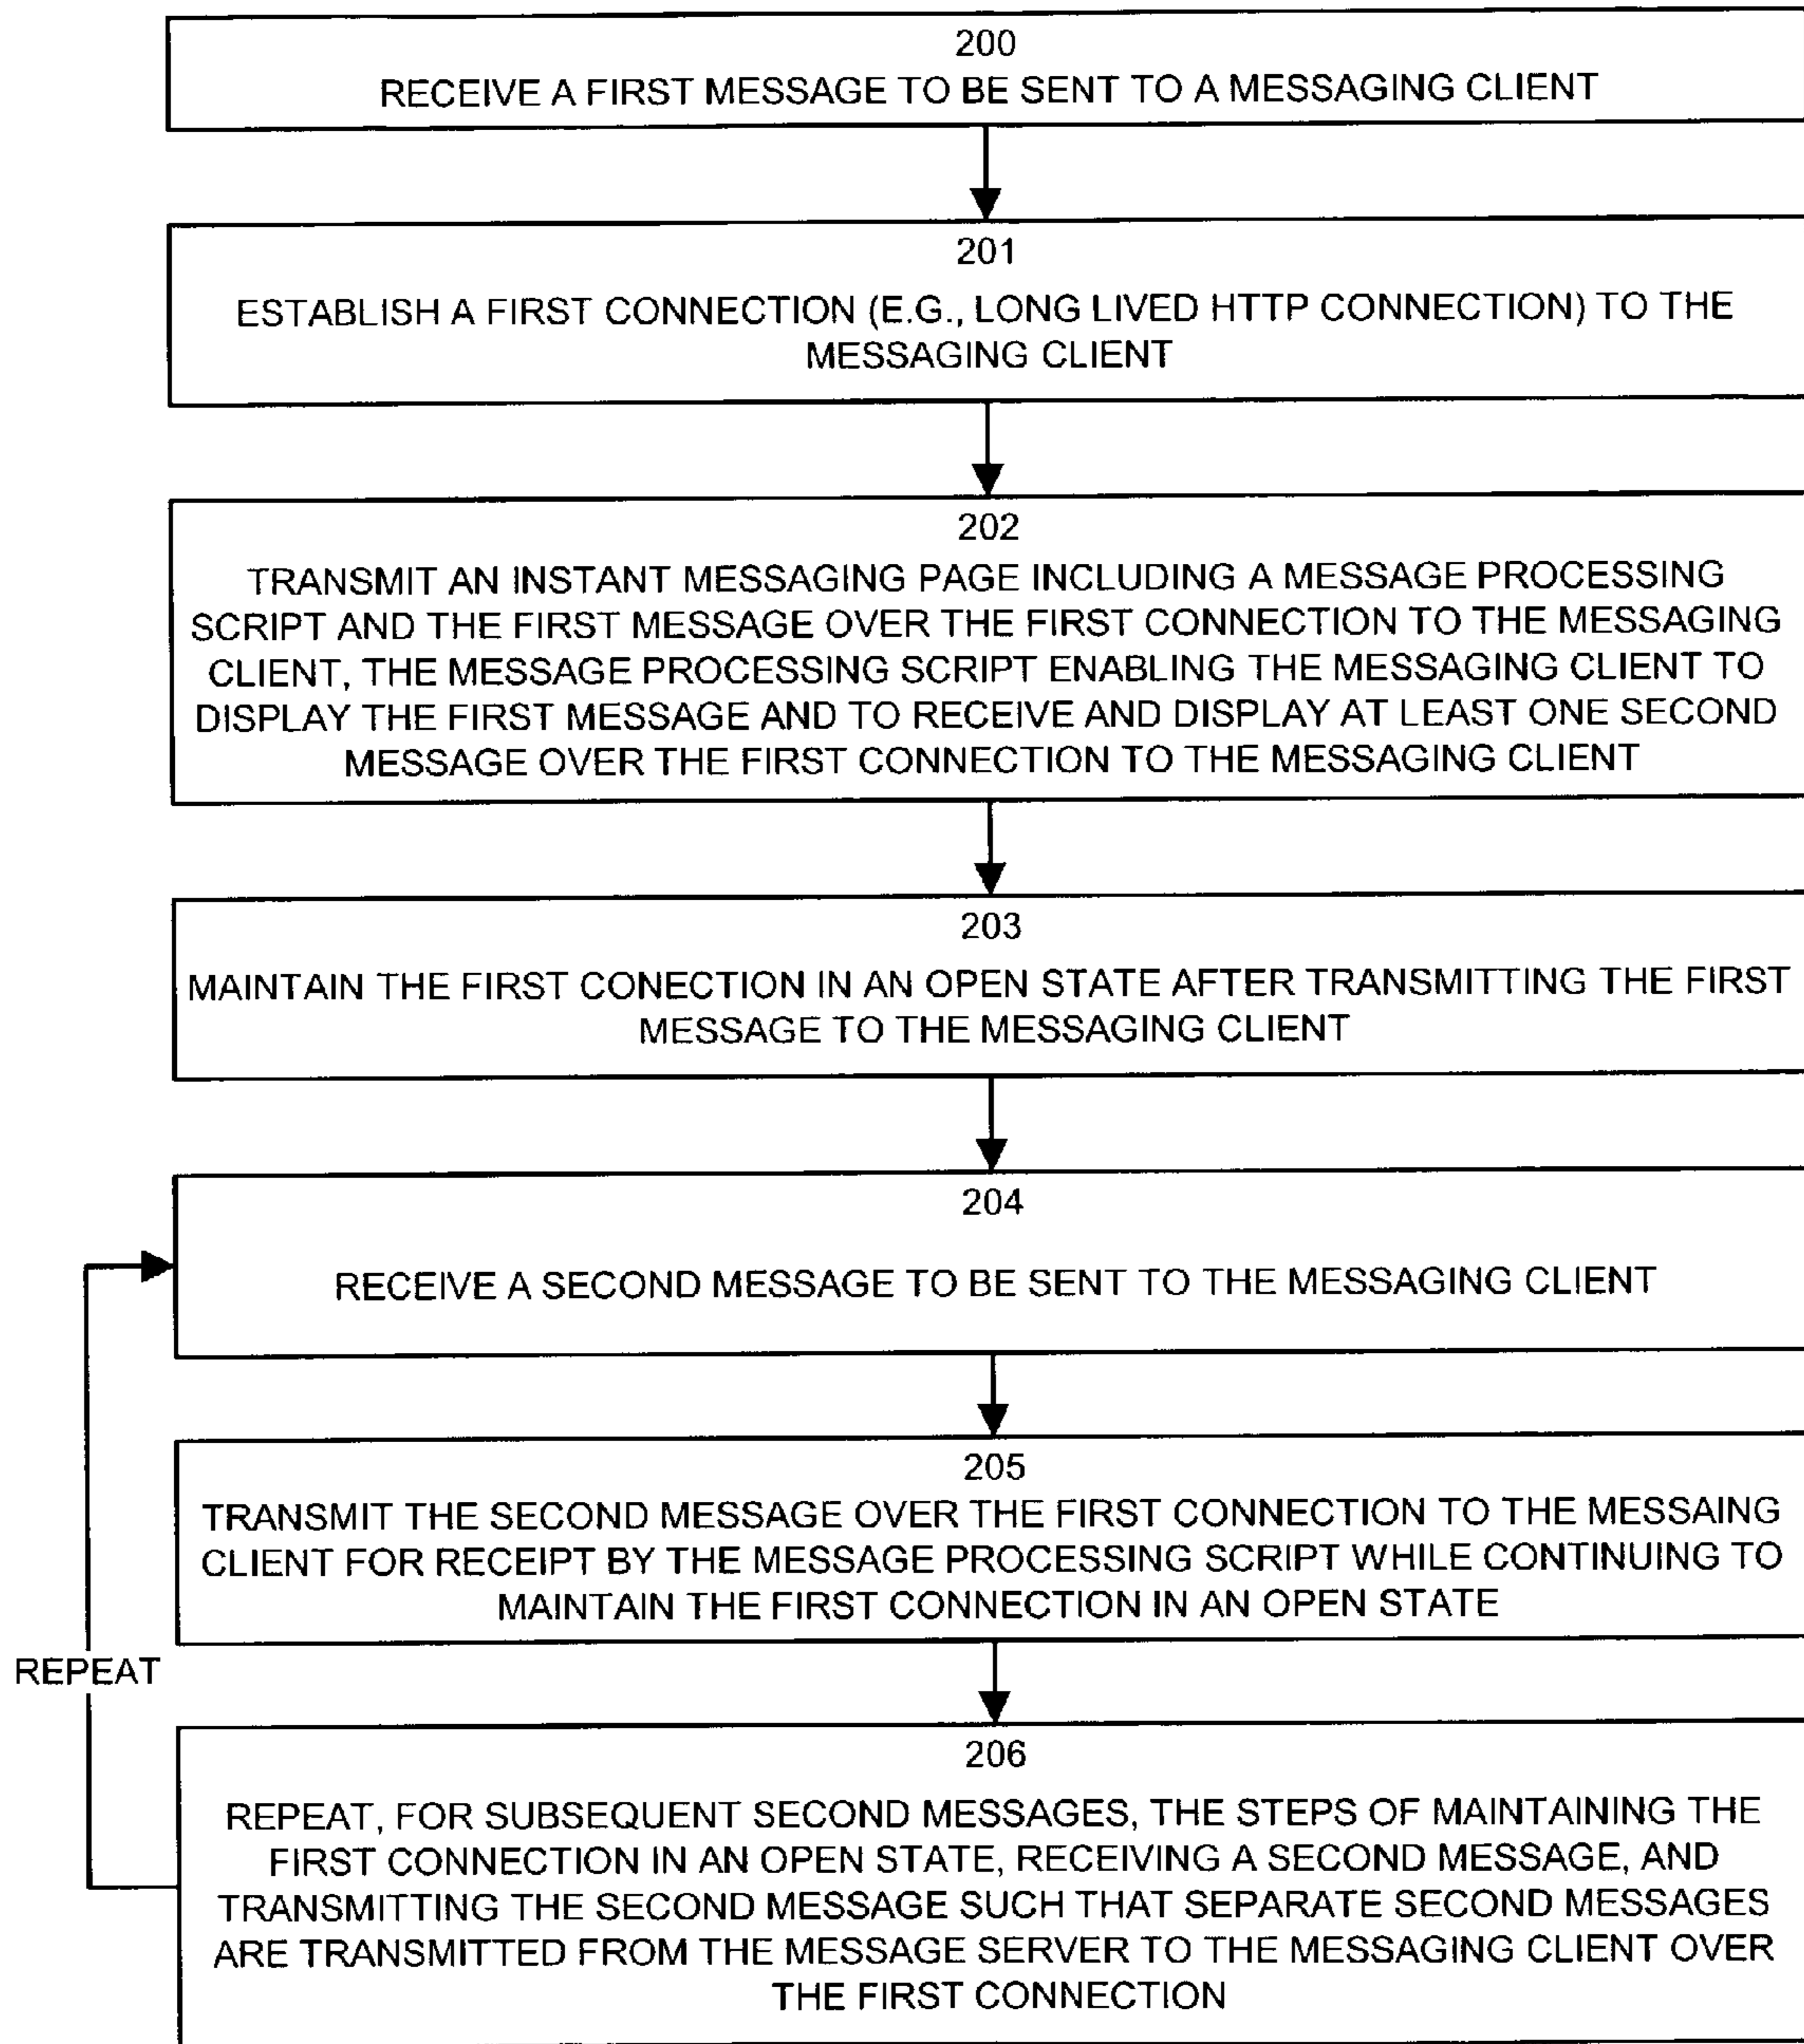 200
RECEIVE A FIRST MESSAGE TO BE SENT TO A MESSAGING CLIENT
201
ESTABLISH A FIRST CONNECTION (E.G., LONG LIVED HTTP CONNECTION) TO THE
MESSAGING CLIENT
202
TRANSMIT AN INSTANT MESSAGING PAGE INCLUDING A MESSAGE PROCESSING
SCRIPT AND THE FIRST MESSAGE OVER THE FIRST CONNECTION TO THE MESSAGING
CLIENT, THE MESSAGE PROCESSING SCRIPT ENABLING THE MESSAGING CLIENT TO
DISPLAY THE FIRST MESSAGE AND TO RECEIVE AND DISPLAY AT LEAST ONE SECOND
MESSAGE OVER THE FIRST CONNECTION TO THE MESSAGING CLIENT
203
MAINTAIN THE FIRST CONECTION IN AN OPEN STATE AFTER TRANSMITTING THE FIRST
MESSAGE TO THE MESSAGING CLIENT
204
RECEIVE A SECOND MESSAGE TO BE SENT TO THE MESSAGING CLIENT
205
TRANSMIT THE SECOND MESSAGE OVER THE FIRST CONNECTION TO THE MESSAING
CLIENT FOR RECEIPT BY THE MESSAGE PROCESSING SCRIPT WHILE CONTINUING TO
MAINTAIN THE FIRST CONNECTION IN AN OPEN STATE
REPEAT
206
REPEAT, FOR SUBSEQUENT SECOND MESSAGES, THE STEPS OF MAINTAINING THE
FIRST CONNECTION IN AN OPEN STATE, RECEIVING A SECOND MESSAGE, AND
TRANSMITTING THE SECOND MESSAGE SUCH THAT SEPARATE SECOND MESSAGES
ARE TRANSMITTED FROM THE MESSAGE SERVER TO THE MESSAGING CLIENT OVER
THE FIRST CONNECTION